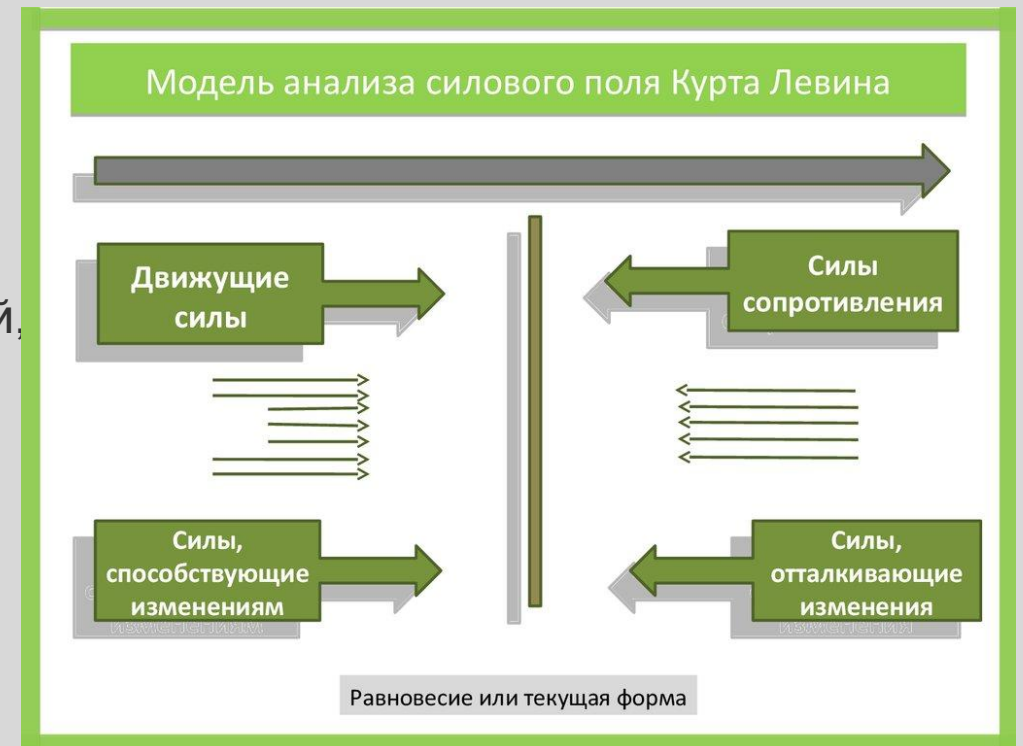 Модель анализа силового поля Курта Левина
Движущие
силы
Силы
сопротивления
й,
Силы,
способствующие
изменениям
Силы,
отталкивающие
изменения
Равновесие или текущая форма